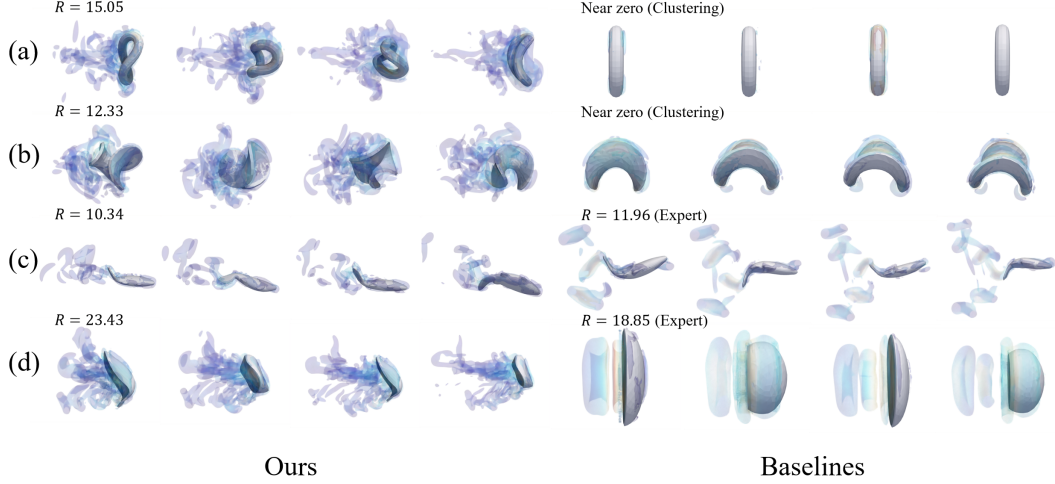 R = 15.05
Near zero (Clustering)
(a)
R = 12.33
Near zero (Clustering)
(b)
R = 10.34
R = 11.96 (Expert)
(c)
R = 23.43
R = 18.85 (Expert)
(d)
Ours
Baselines